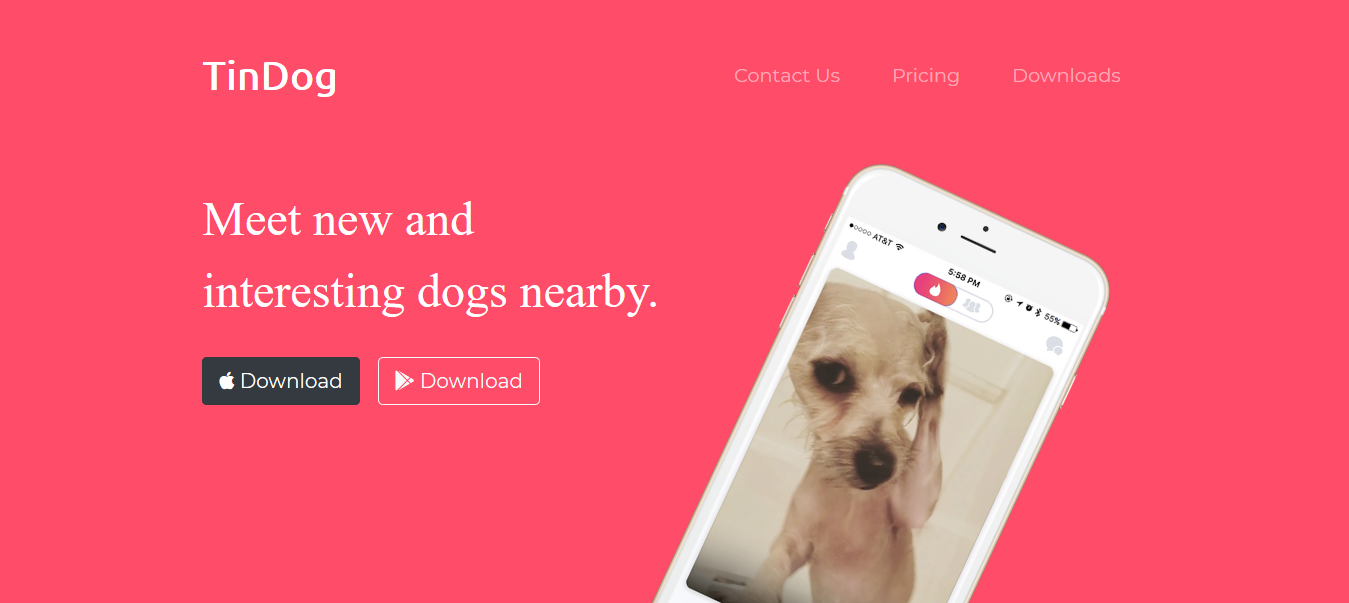 TinDog
Contact Us
Pricing
Downloads
Meet new and
interesting dogs nearby.
Download
Download
AT&T
5:58 PM
55%